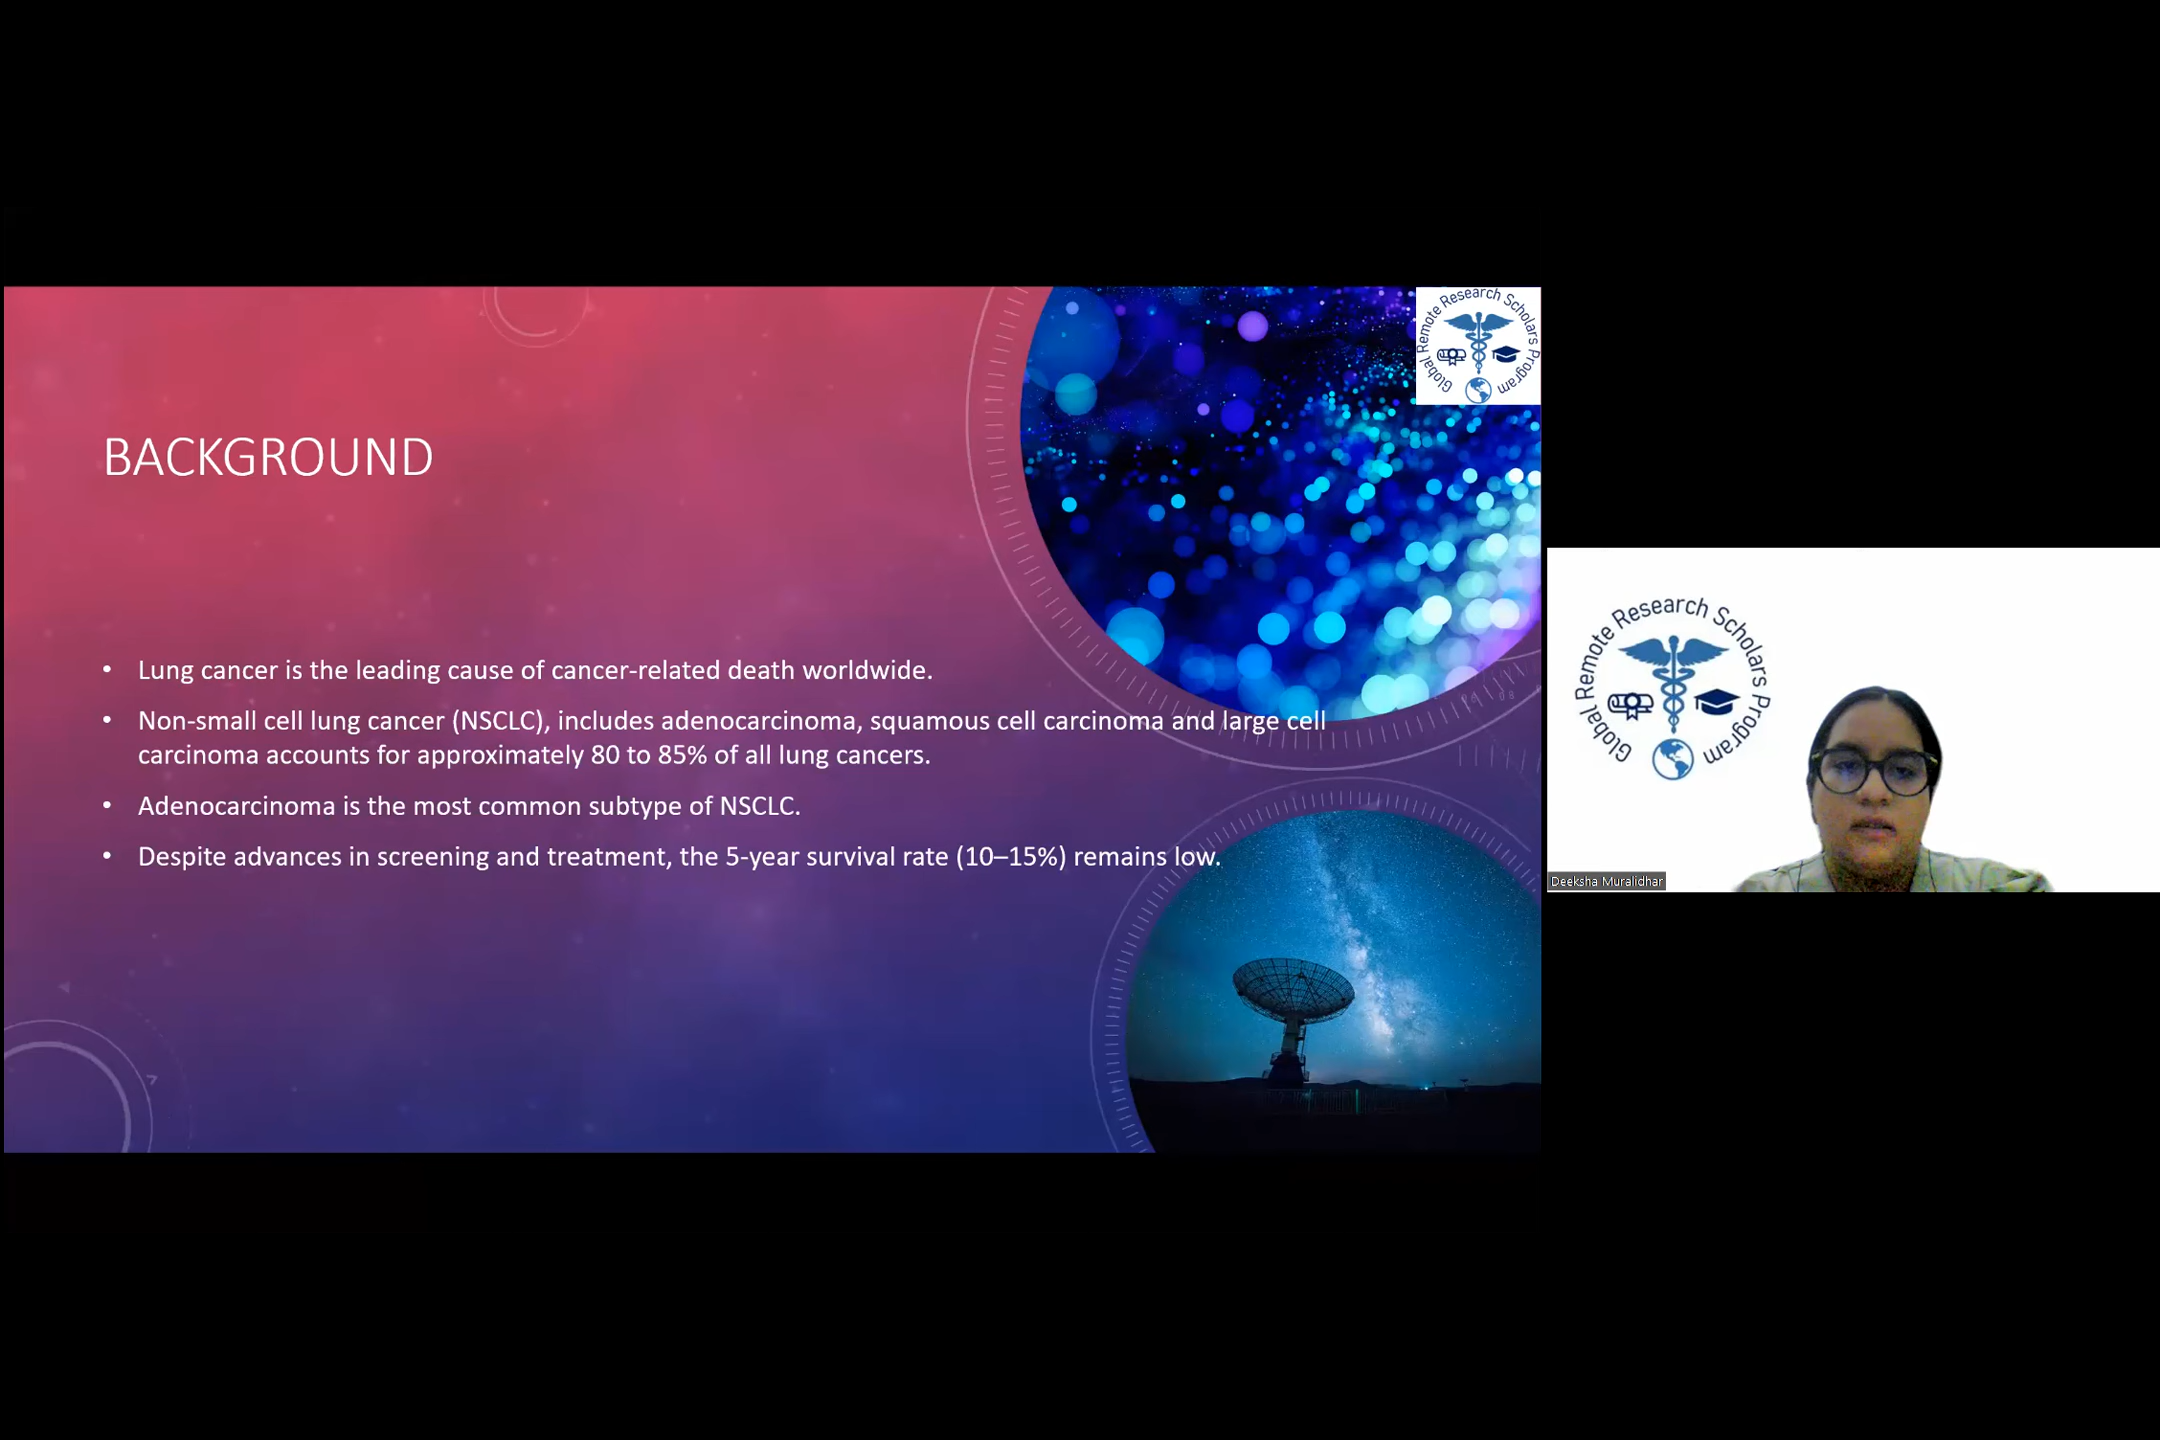 Global Remote Research Scholars Program
BACKGROUND
• Lung cancer is the leading cause of cancer-related death worldwide.
• Non-small cell lung cancer (NSCLC), includes adenocarcinoma, squamous cell carcinoma and large cell
carcinoma accounts for approximately 80 to 85% of all lung cancers.
• Adenocarcinoma is the most common subtype of NSCLC.
• Despite advances in screening and treatment, the 5-year survival rate (10–15%) remains low.
Global Remote Research Scholars Program
Deeksha Muralidhar